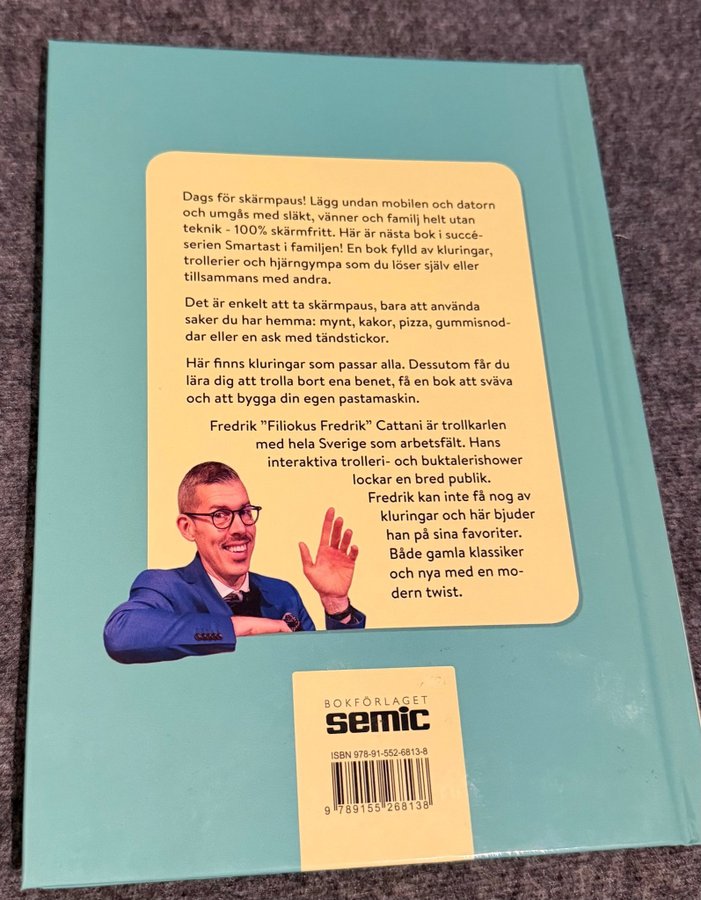 Dags för skärmpaus! Lägg undan mobilen och datorn
och umgås med släkt, vänner och familj helt utan
teknik - 100% skärmfritt. Här är nästa bok i succé-
serien Smartast i familjen! En bok fylld av kluringar,
trollerier och hjärngympa som du löser själv eller
tillsammans med andra.
Det är enkelt att ta skärmpaus, bara att använda
saker du har hemma: mynt, kakor, pizza, gummisnod-
dar eller en ask med tändstickor.
Här finns kluringar som passar alla. Dessutom får du
lära dig att trolla bort ena benet, få en bok att sväva
och att bygga din egen pastamaskin.
Fredrik ”Filiokus Fredrik” Cattani är trollkarlen
med hela Sverige som arbetsfält. Hans
interaktiva trolleri- och buktalerishower
lockar en bred publik.
Fredrik kan inte få nog av
kluringar och här bjuder
han på sina favoriter.
Både gamla klassiker
och nya med en mo-
dern twist.
BOKFÖRLAGET
semic
ISBN 978-91-552-6813-8
9 789155 268138